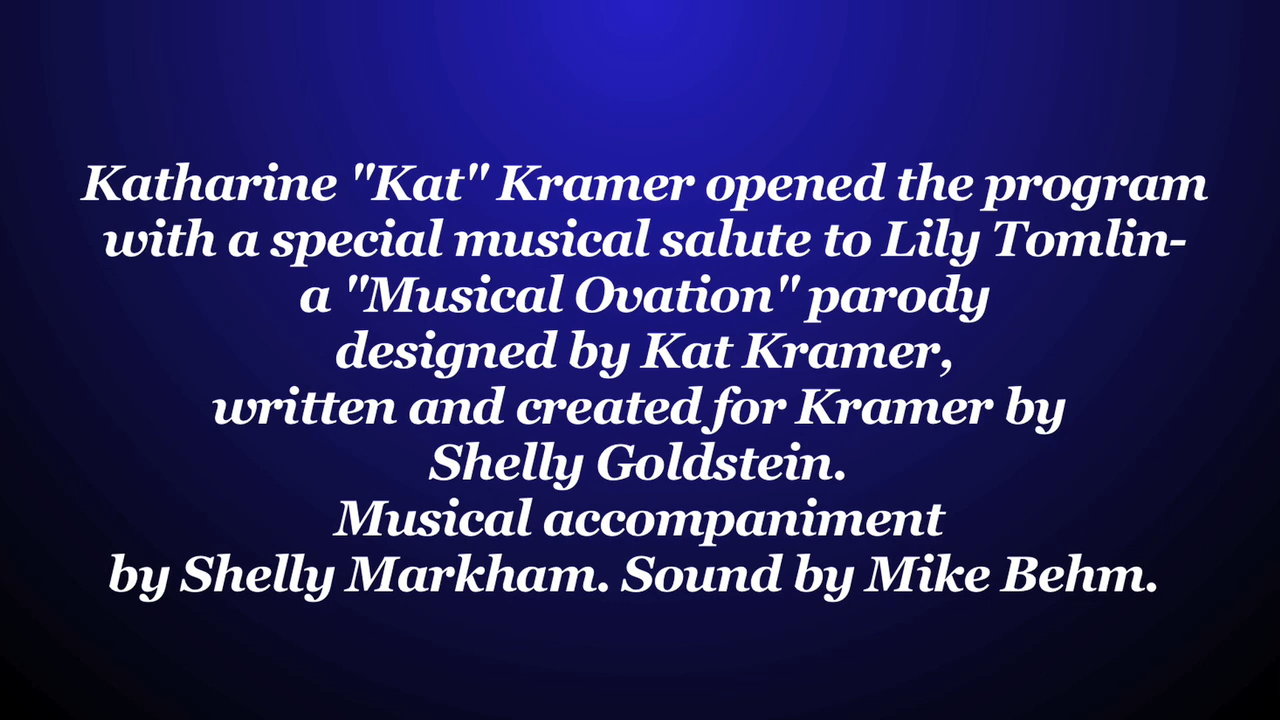 Katharine "Kat" Kramer opened the program
with a special musical salute to Lily Tomlin-
a "Musical Ovation" parody
designed by Kat Kramer,
written and created for Kramer by
Shelly Goldstein.
Musical accompaniment
by Shelly Markham. Sound by Mike Behm.